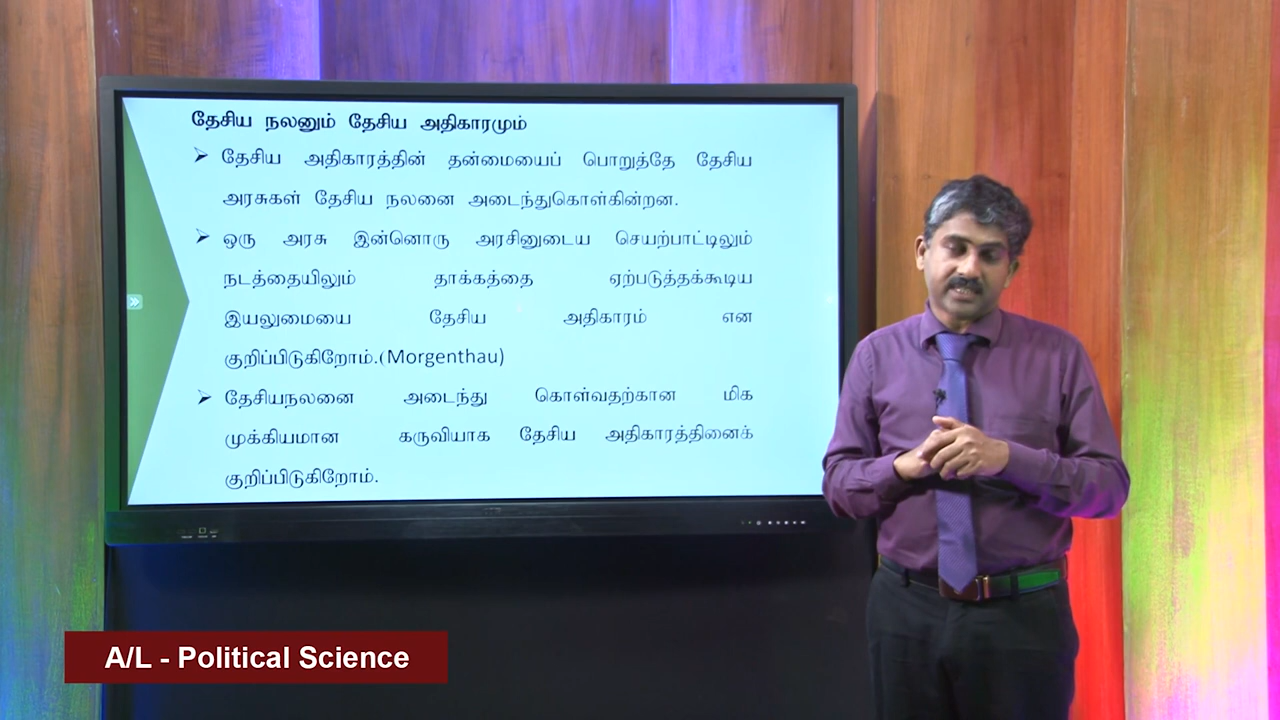 தேசிய நலனும் தேசிய அதிகாரமும்
➢ தேசிய அதிகாரத்தின் தன்மையைப் பொறுத்தே தேசிய
அரசுகள் தேசிய நலனை அடைந்துகொள்கின்றன.
➢ ஒரு அரசு இன்னொரு அரசினுடைய செயற்பாட்டிலும்
நடத்தையிலும் தாக்கத்தை ஏற்படுத்தக்கூடிய
இயலுமையை தேசிய அதிகாரம் என
குறிப்பிடுகிறோம்.(Morgenthau)
➢ தேசியநலனை அடைந்து கொள்வதற்கான மிக
முக்கியமான கருவியாக தேசிய அதிகாரத்தினைக்
குறிப்பிடுகிறோம்.
A/L - Political Science